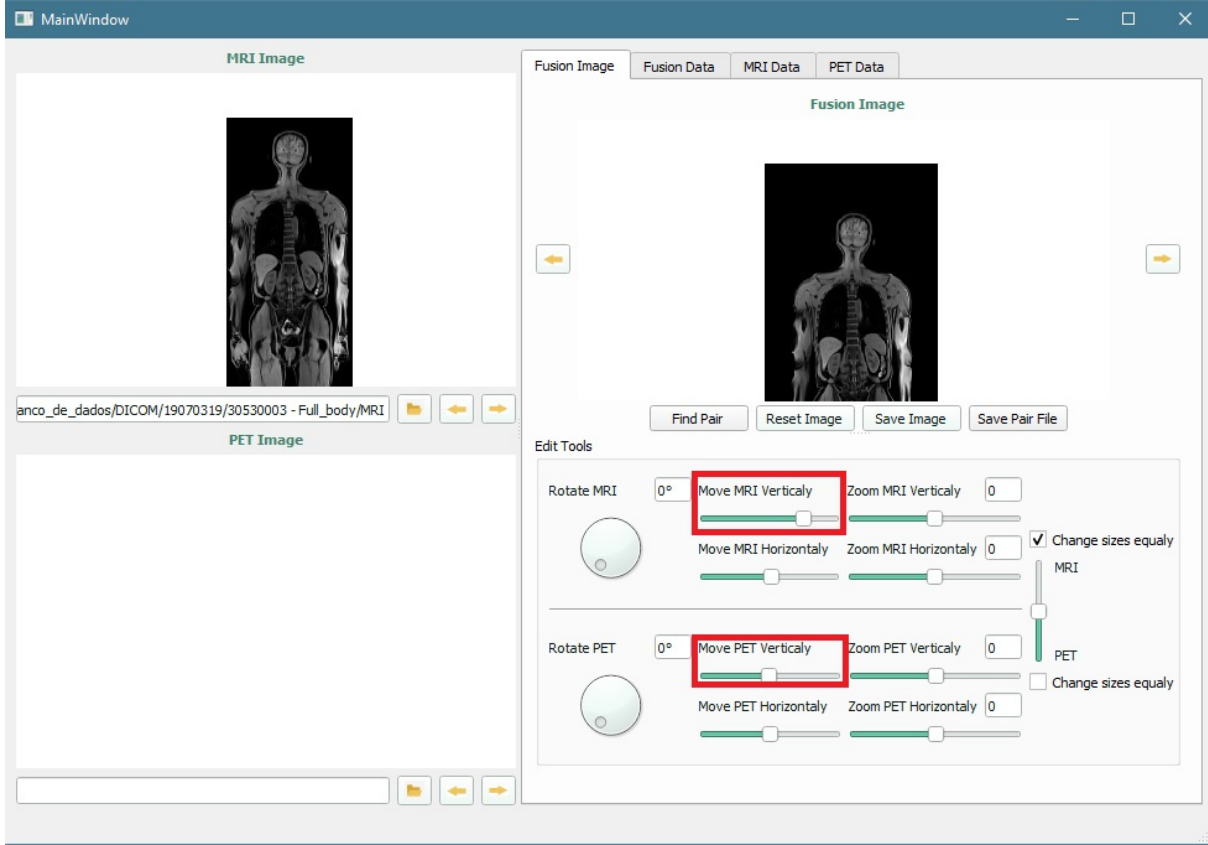 MainWindow
MRI Image
anco_de_dados/DICOM/19070319/30530003 - Full_body/MRI
PET Image
Fusion Image Fusion Data MRI Data PET Data
Fusion Image
Find Pair Reset Image Save Image Save Pair File
Edit Tools
Rotate MRI 0° Move MRI Verticaly Zoom MRI Verticaly 0
Move MRI Horizontaly Zoom MRI Horizontaly 0
Change sizes equaly
MRI
Rotate PET 0° Move PET Verticaly Zoom PET Verticaly 0
PET
Change sizes equaly
Move PET Horizontaly Zoom PET Horizontaly 0